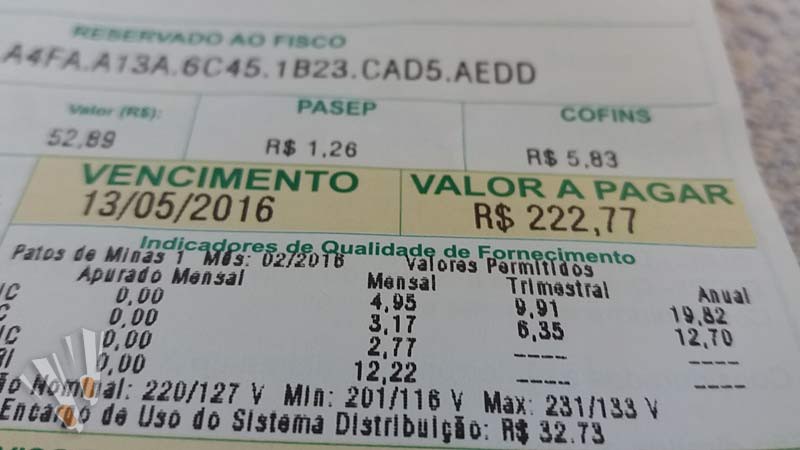 RESERVADO AO FISCO
A4FA.A13A.6C45.1B23.CAD5.AEDD
Valor (R$): PASEP COFINS
52,89 R$ 1,26 R$ 5,83
VENCIMENTO VALOR A PAGAR
13/05/2016 R$ 222,77
Indicadores de Qualidade de Fornecimento
Patos de Minas 1 Mês: 02/2016 Valores Permitidos
Apurado Mensal Mensal Trimestral Anual
IC 0,00 4,95 9,91 19,82
C 0,00 3,17 6,35 12,70
IC 0,00 2,77 ---- ----
RI 0,00 12,22 ---- ----
ão Nominal: 220/127 V Min: 201/116 V Max: 231/133 V
Encargo de Uso do Sistema Distribuição: R$ 32.73